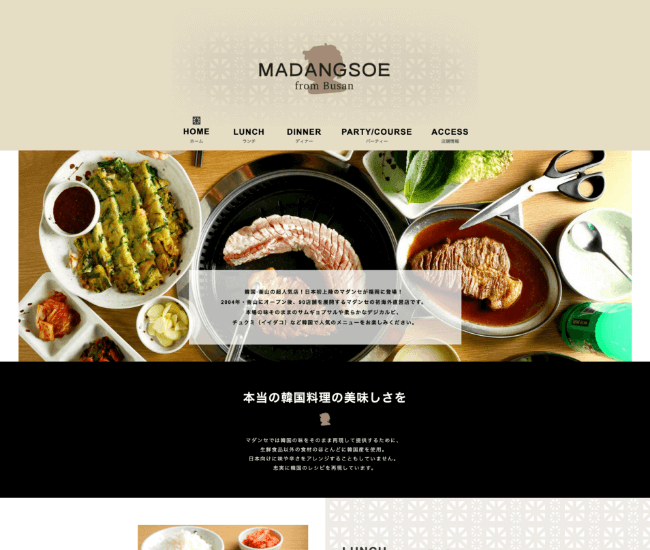 MADANGSOE
from Busan
HOME
LUNCH
DINNER
PARTY/COURSE
ACCESS
ホーム
ランチ
ディナー
パーティー
店舗情報
韓国・釜山の超人気店！日本初上陸のマダンセが福岡に登場！
2004年・釜山にオープン後、90店舗を展開するマダンセの初海外直営店です。
本場の味そのままのサムギョプサルや柔らかなデジカルビ、
チュクミ（イイダコ）など韓国で人気のメニューをお楽しみください。
本当の韓国料理の美味しさを
マダンセでは韓国の味をそのまま再現して提供するために、
生鮮食品以外の食材のほとんどに韓国産を使用。
日本向けに味や辛さをアレンジすることもしていません。
忠実に韓国のレシピを再現しています。
LUNCH